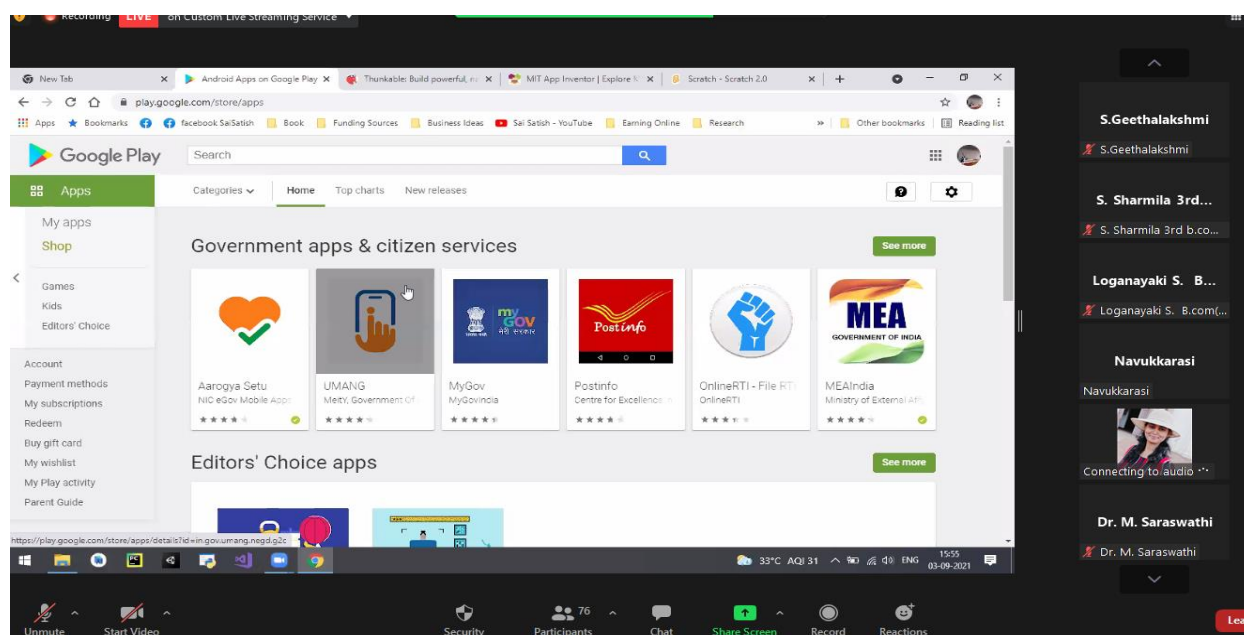 Recording LIVE on Custom Live Streaming Service
New Tab Android Apps on Google Play Thunkable: Build powerful, MIT App Inventor | Explore Scratch - Scratch 2.0
play.google.com/store/apps
Apps Bookmarks facebook SaiSatish Book Funding Sources Business Ideas Sai Satish - YouTube Earning Online Research » Other bookmarks Reading list
Google Play Search
Apps Categories Home Top charts New releases
My apps
Shop
Games
Kids
Editors' Choice
Account
Payment methods
My subscriptions
Redeem
Buy gift card
My wishlist
My Play activity
Parent Guide
Government apps & citizen services See more
my
GOV
मेरी सरकार
Postinfo
MEA
GOVERNMENT OF INDIA
Aarogya Setu UMANG MyGov Postinfo OnlineRTI - File RTI MEAIndia
NIC eGov Mobile Apps MeitY, Government Of MyGovIndia Centre for Excellence OnlineRTI Ministry of External
Editors' Choice apps See more
https://play.google.com/store/apps/details?id=in.gov.umang.negd.g2c
33°C AQI 31 ENG 15:55
03-09-2021
S.Geethalakshmi
S.Geethalakshmi
S. Sharmila 3rd...
S. Sharmila 3rd b.co...
Loganayaki S. B...
Loganayaki S. B.com(...
Navukkarasi
Navukkarasi
Connecting to audio ...
Dr. M. Saraswathi
Dr. M. Saraswathi
Unmute Start Video Security Participants 76 Chat Share Screen Record Reactions Lea